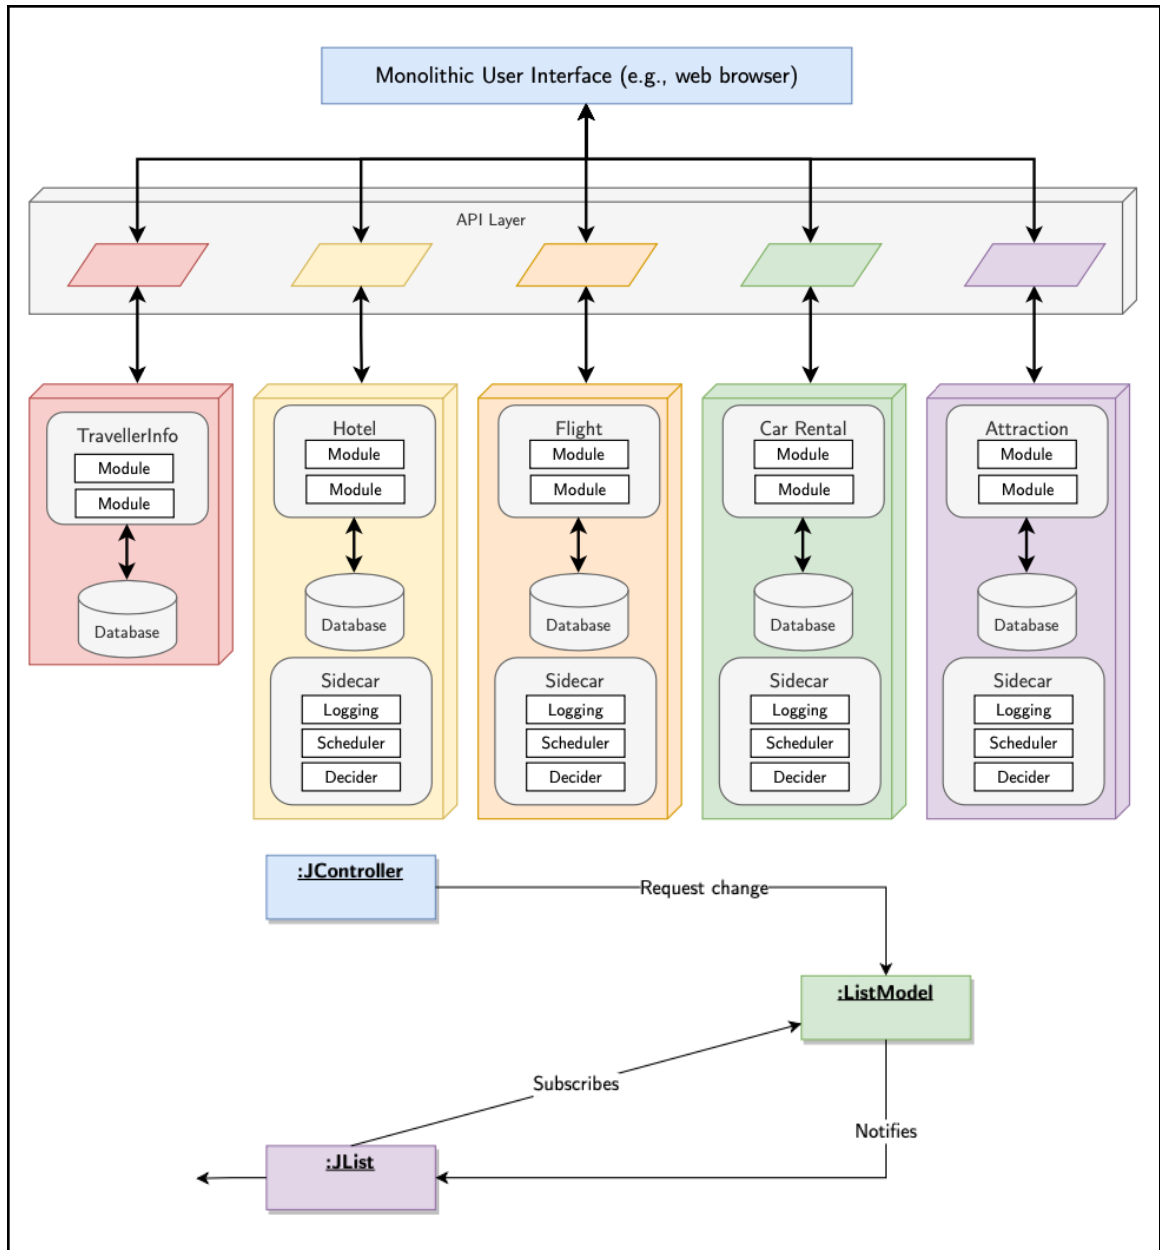 Monolithic User Interface (e.g., web browser)
API Layer
TravellerInfo
Module
Module
Database
Hotel
Module
Module
Database
Sidecar
Logging
Scheduler
Decider
Flight
Module
Module
Database
Sidecar
Logging
Scheduler
Decider
Car Rental
Module
Module
Database
Sidecar
Logging
Scheduler
Decider
Attraction
Module
Module
Database
Sidecar
Logging
Scheduler
Decider
:JController
Request change
:ListModel
Subscribes
Notifies
:JList